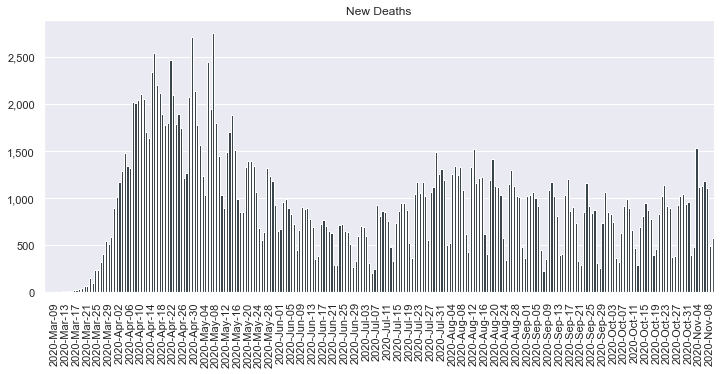 New Deaths
2,500
2,000
1,500
1,000
500
0
2020-Mar-09
2020-Mar-13
2020-Mar-17
2020-Mar-21
2020-Mar-25
2020-Mar-29
2020-Apr-02
2020-Apr-06
2020-Apr-10
2020-Apr-14
2020-Apr-18
2020-Apr-22
2020-Apr-26
2020-Apr-30
2020-May-04
2020-May-08
2020-May-12
2020-May-16
2020-May-20
2020-May-24
2020-May-28
2020-Jun-01
2020-Jun-05
2020-Jun-09
2020-Jun-13
2020-Jun-17
2020-Jun-21
2020-Jun-25
2020-Jun-29
2020-Jul-03
2020-Jul-07
2020-Jul-11
2020-Jul-15
2020-Jul-19
2020-Jul-23
2020-Jul-27
2020-Jul-31
2020-Aug-04
2020-Aug-08
2020-Aug-12
2020-Aug-16
2020-Aug-20
2020-Aug-24
2020-Aug-28
2020-Sep-01
2020-Sep-05
2020-Sep-09
2020-Sep-13
2020-Sep-17
2020-Sep-21
2020-Sep-25
2020-Sep-29
2020-Oct-03
2020-Oct-07
2020-Oct-11
2020-Oct-15
2020-Oct-19
2020-Oct-23
2020-Oct-27
2020-Oct-31
2020-Nov-04
2020-Nov-08